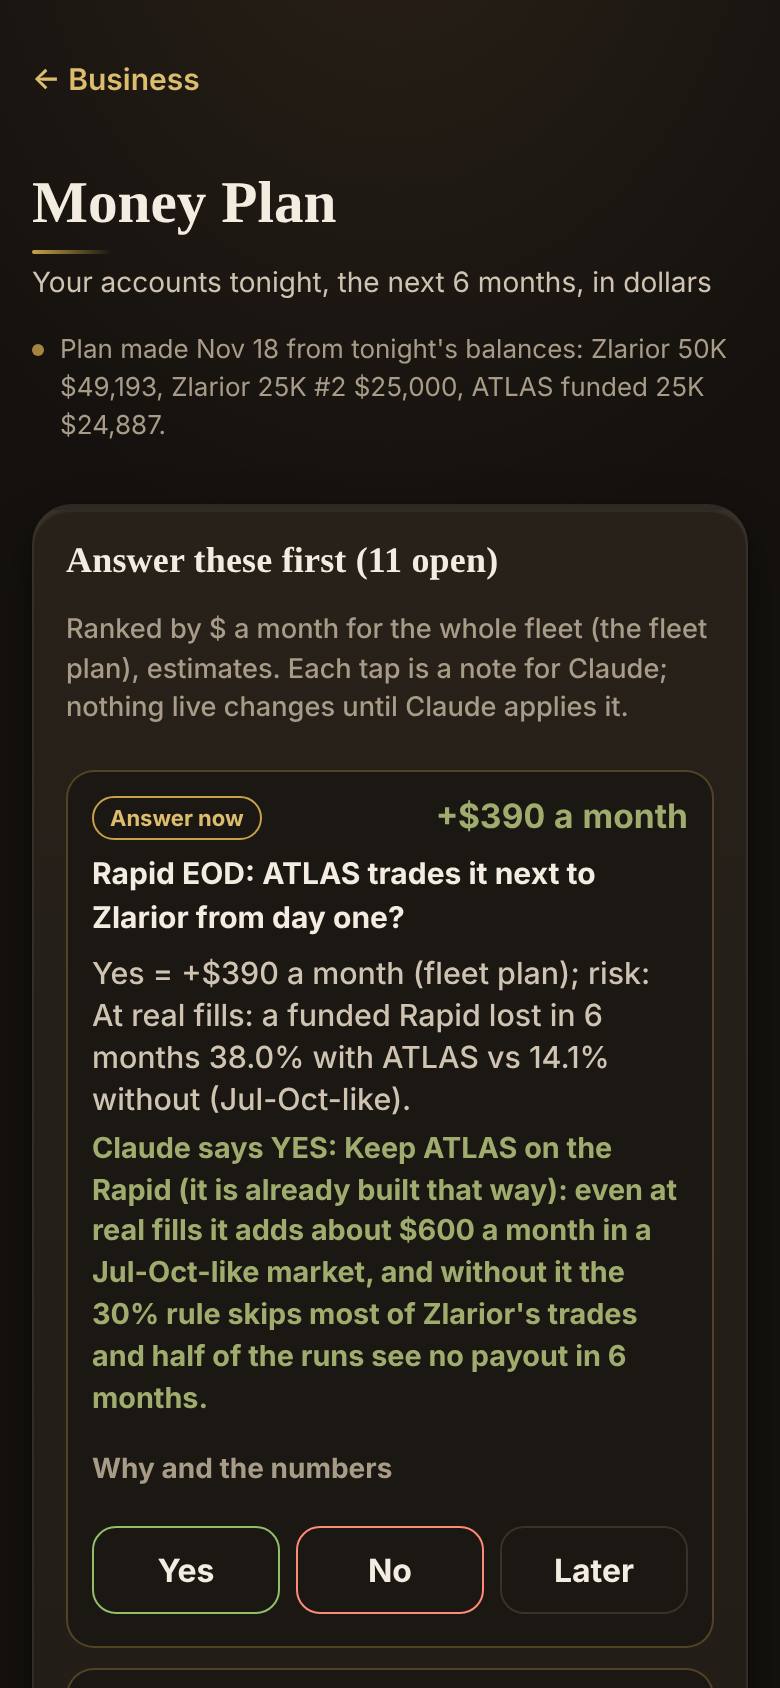 ← Business
Money Plan
Your accounts tonight, the next 6 months, in dollars
Plan made Nov 18 from tonight's balances: Zlarior 50K
$49,193, Zlarior 25K #2 $25,000, ATLAS funded 25K
$24,887.
Answer these first (11 open)
Ranked by $ a month for the whole fleet (the fleet
plan), estimates. Each tap is a note for Claude;
nothing live changes until Claude applies it.
Answer now
+$390 a month
Rapid EOD: ATLAS trades it next to
Zlarior from day one?
Yes = +$390 a month (fleet plan); risk:
At real fills: a funded Rapid lost in 6
months 38.0% with ATLAS vs 14.1%
without (Jul-Oct-like).
Claude says YES: Keep ATLAS on the
Rapid (it is already built that way): even at
real fills it adds about $600 a month in a
Jul-Oct-like market, and without it the
30% rule skips most of Zlarior's trades
and half of the runs see no payout in 6
months.
Why and the numbers
Yes
No
Later